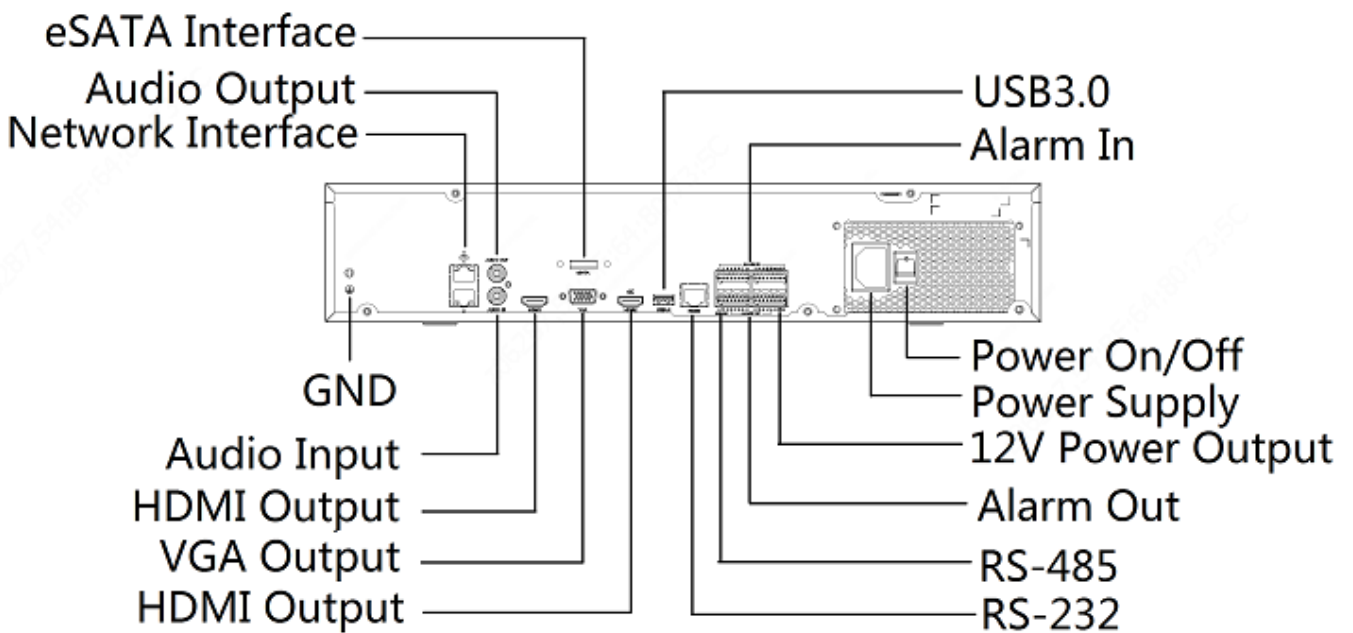 eSATA Interface
Audio Output
Network Interface
USB3.0
Alarm In
GND
Audio Input
HDMI Output
VGA Output
HDMI Output
Power On/Off
Power Supply
12V Power Output
Alarm Out
RS-485
RS-232